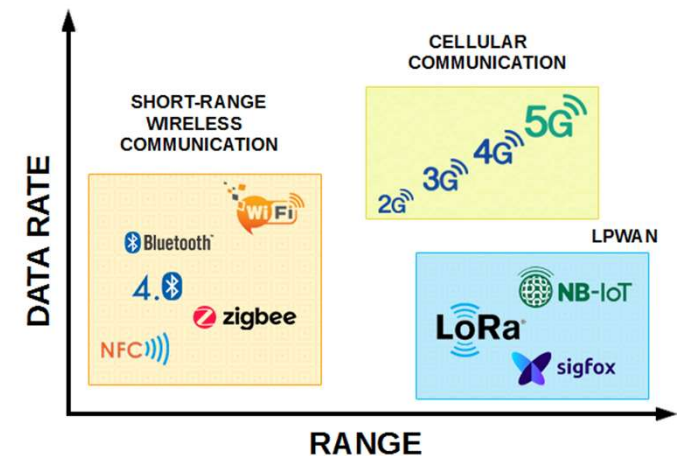 CELLULAR
COMMUNICATION
SHORT-RANGE
WIRELESS
COMMUNICATION
5G
4G
3G
2G
WiFi
Bluetooth™
4.0
zigbee
NFC
LPWAN
NB-IoT
LoRa
sigfox
DATA RATE
RANGE